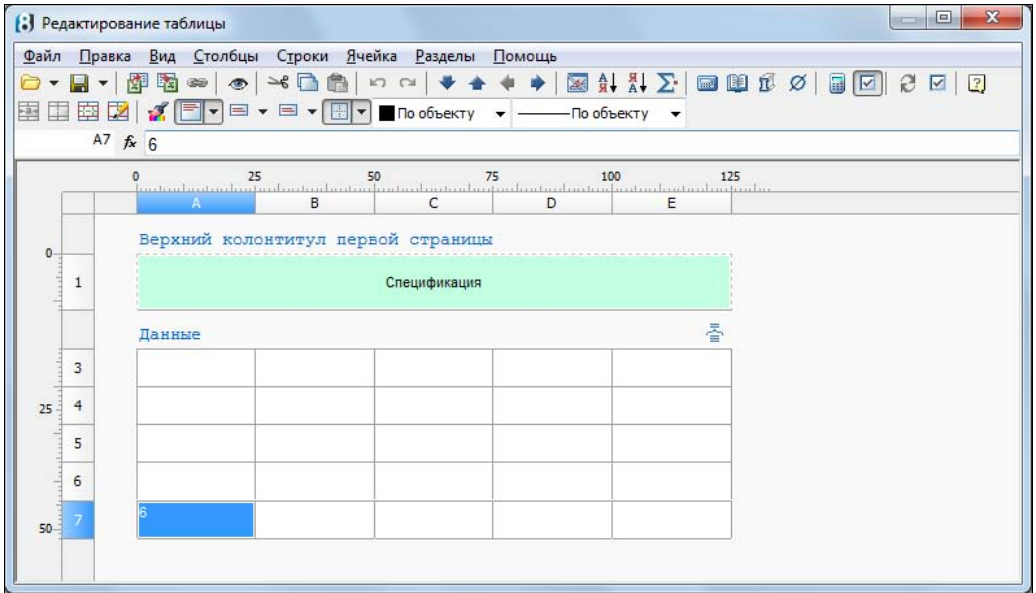 Редактирование таблицы
Файл Правка Вид Столбцы Строки Ячейка Разделы Помощь
По объекту По объекту
A7 fx 6
0 25 50 75 100 125
A B C D E
Верхний колонтитул первой страницы
0
1 Спецификация
Данные
3
25 4
5
6
50 7 6